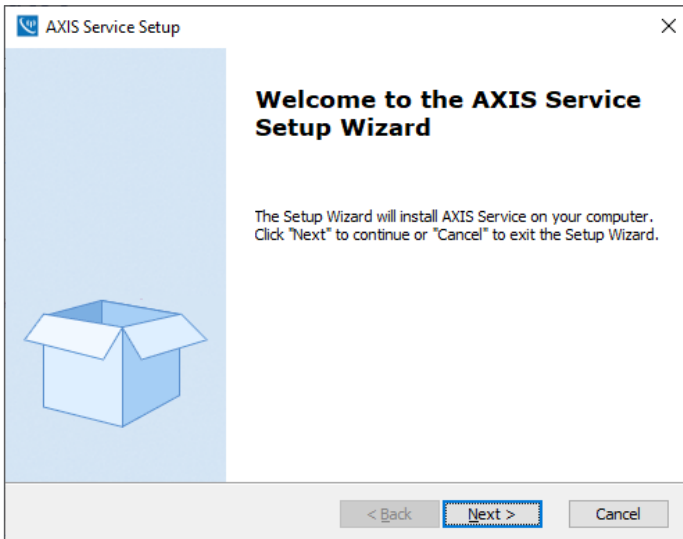 AXIS Service Setup
Welcome to the AXIS Service
Setup Wizard
The Setup Wizard will install AXIS Service on your computer.
Click "Next" to continue or "Cancel" to exit the Setup Wizard.
< Back
Next >
Cancel